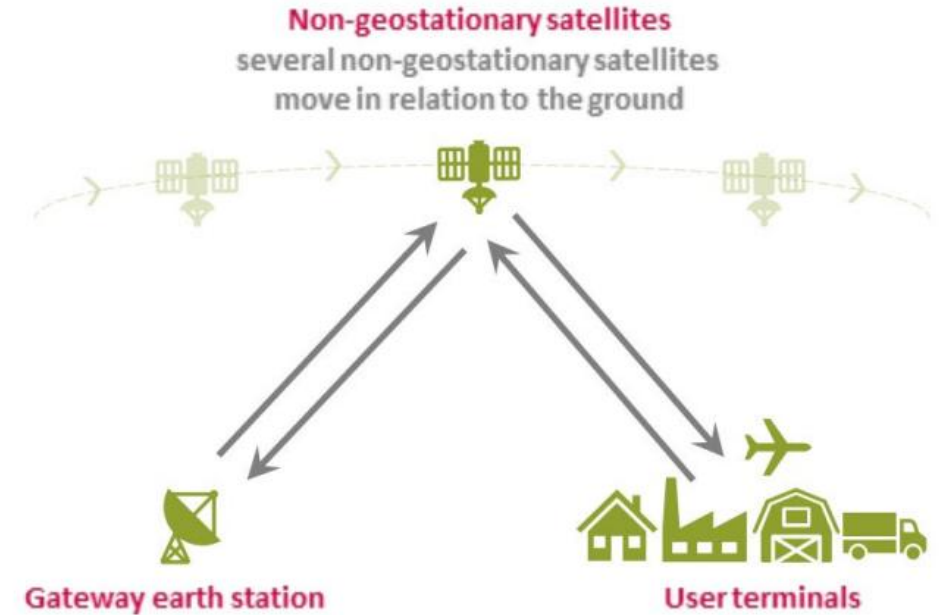 Non-geostationary satellites
several non-geostationary satellites
move in relation to the ground
Gateway earth station
User terminals